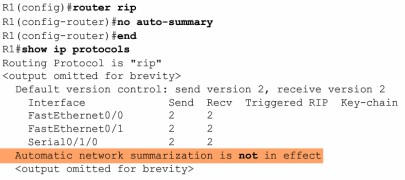 R1(config)#router rip
R1(config-router)#no auto-summary
R1(config-router)#end
R1#show ip protocols
Routing Protocol is "rip"
<output omitted for brevity>
Default version control: send version 2, receive version 2
Interface Send Recv Triggered RIP Key-chain
FastEthernet0/0 2 2
FastEthernet0/1 2 2
Serial0/1/0 2 2
Automatic network summarization is not in effect
<output omitted for brevity>